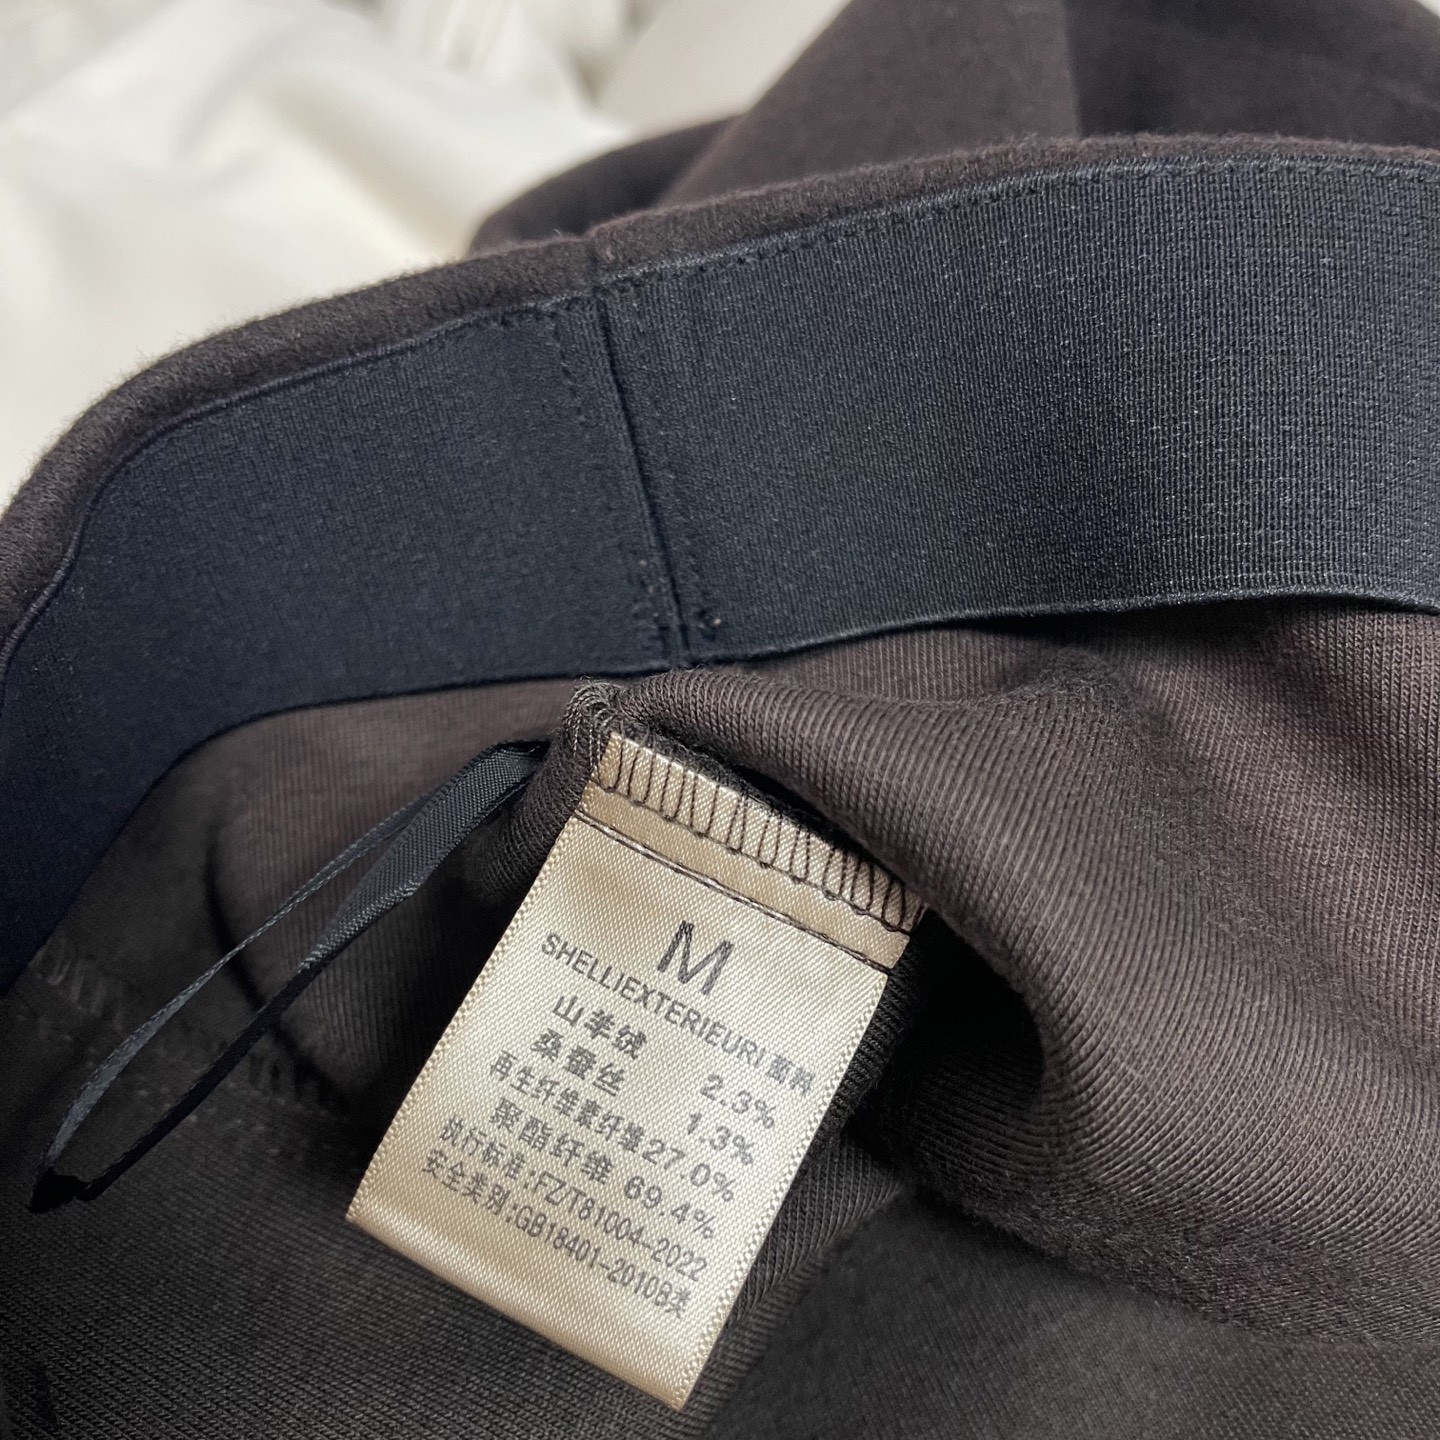 M
SHELLIEXTERIEURI 面料
山羊绒 2.3%
桑蚕丝 1.3%
再生纤维素纤维27.0%
聚酯纤维 69.4%
执行标准:FZ/T81004-2022
安全类别:GB18401-2010B类